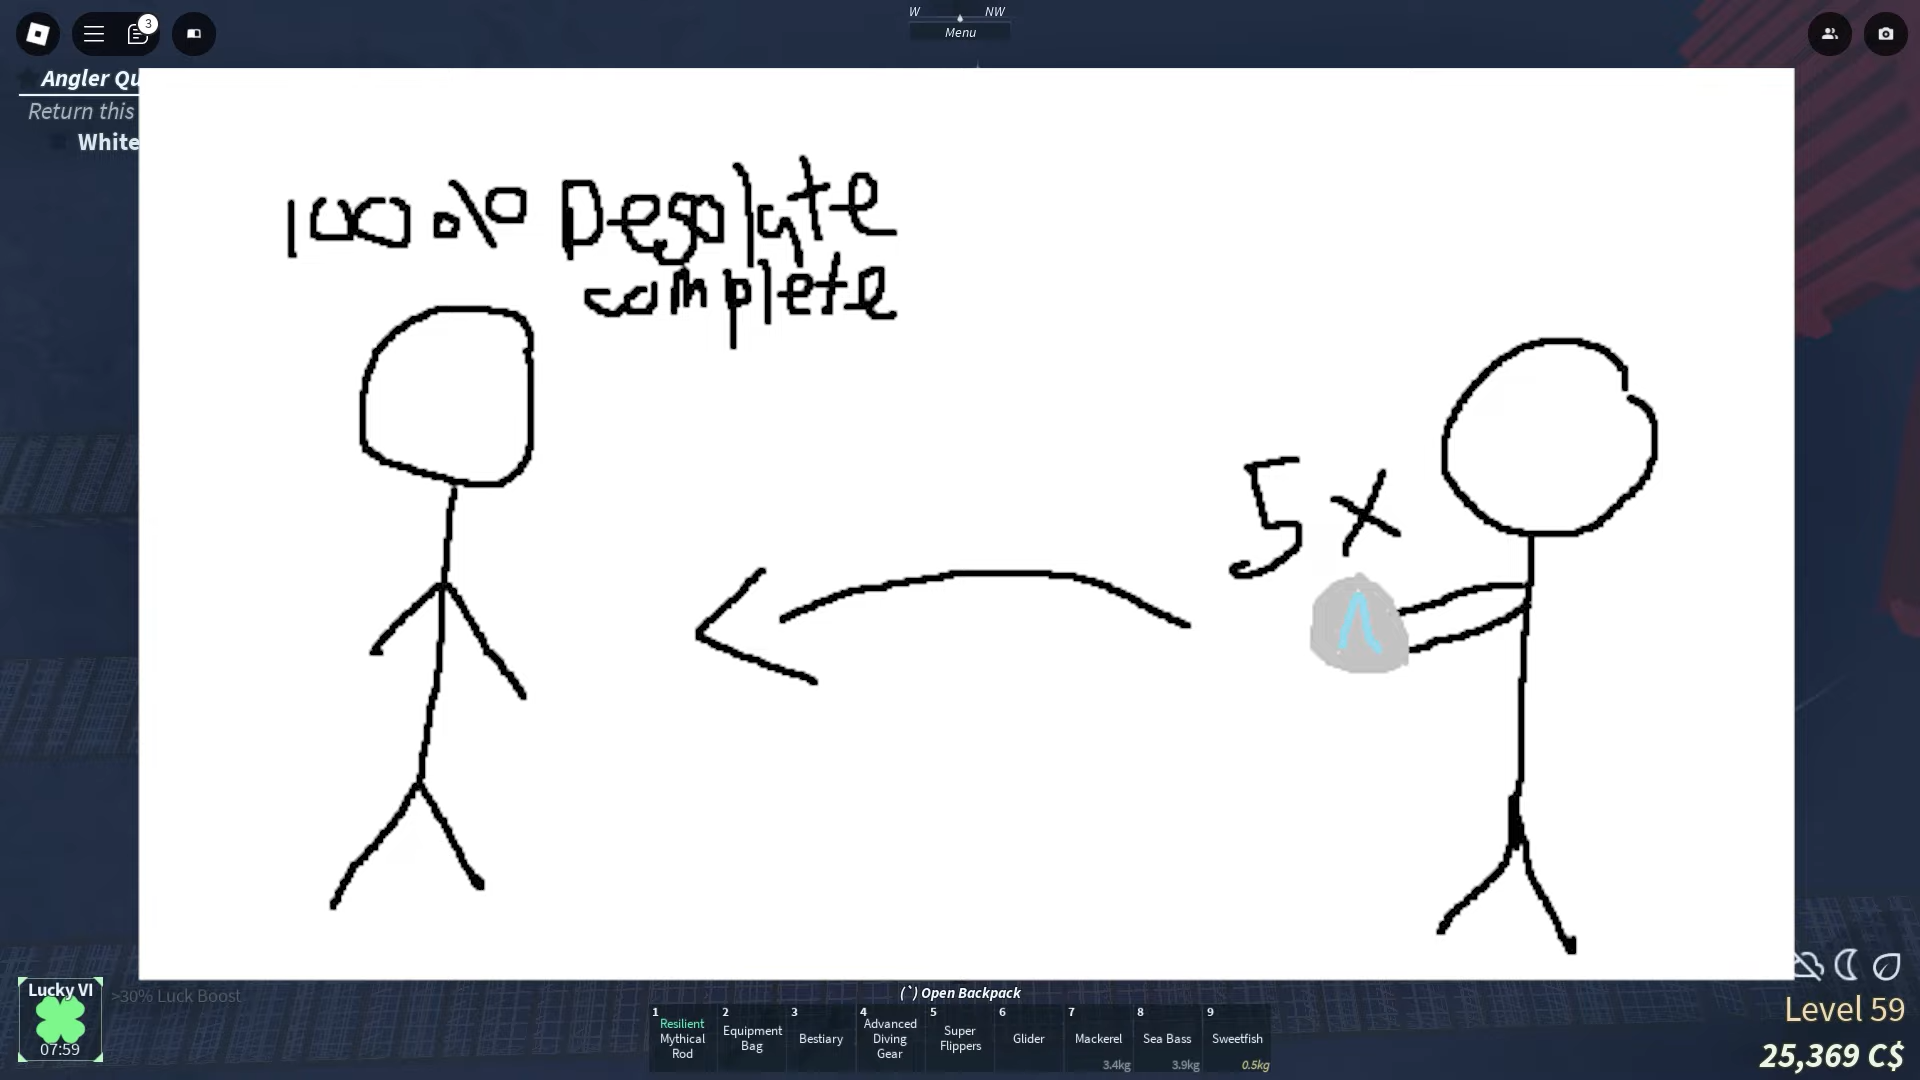 3
W NW
Menu
Angler Qu
Return this
White
100% Desolate
complete
5x
Lucky VI
>30% Luck Boost
07:59
(`) Open Backpack
1 Resilient Mythical Rod
2 Equipment Bag
3 Bestiary
4 Advanced Diving Gear
5 Super Flippers
6 Glider
7 Mackerel 3.4kg
8 Sea Bass 3.9kg
9 Sweetfish 0.5kg
Level 59
25,369 C$